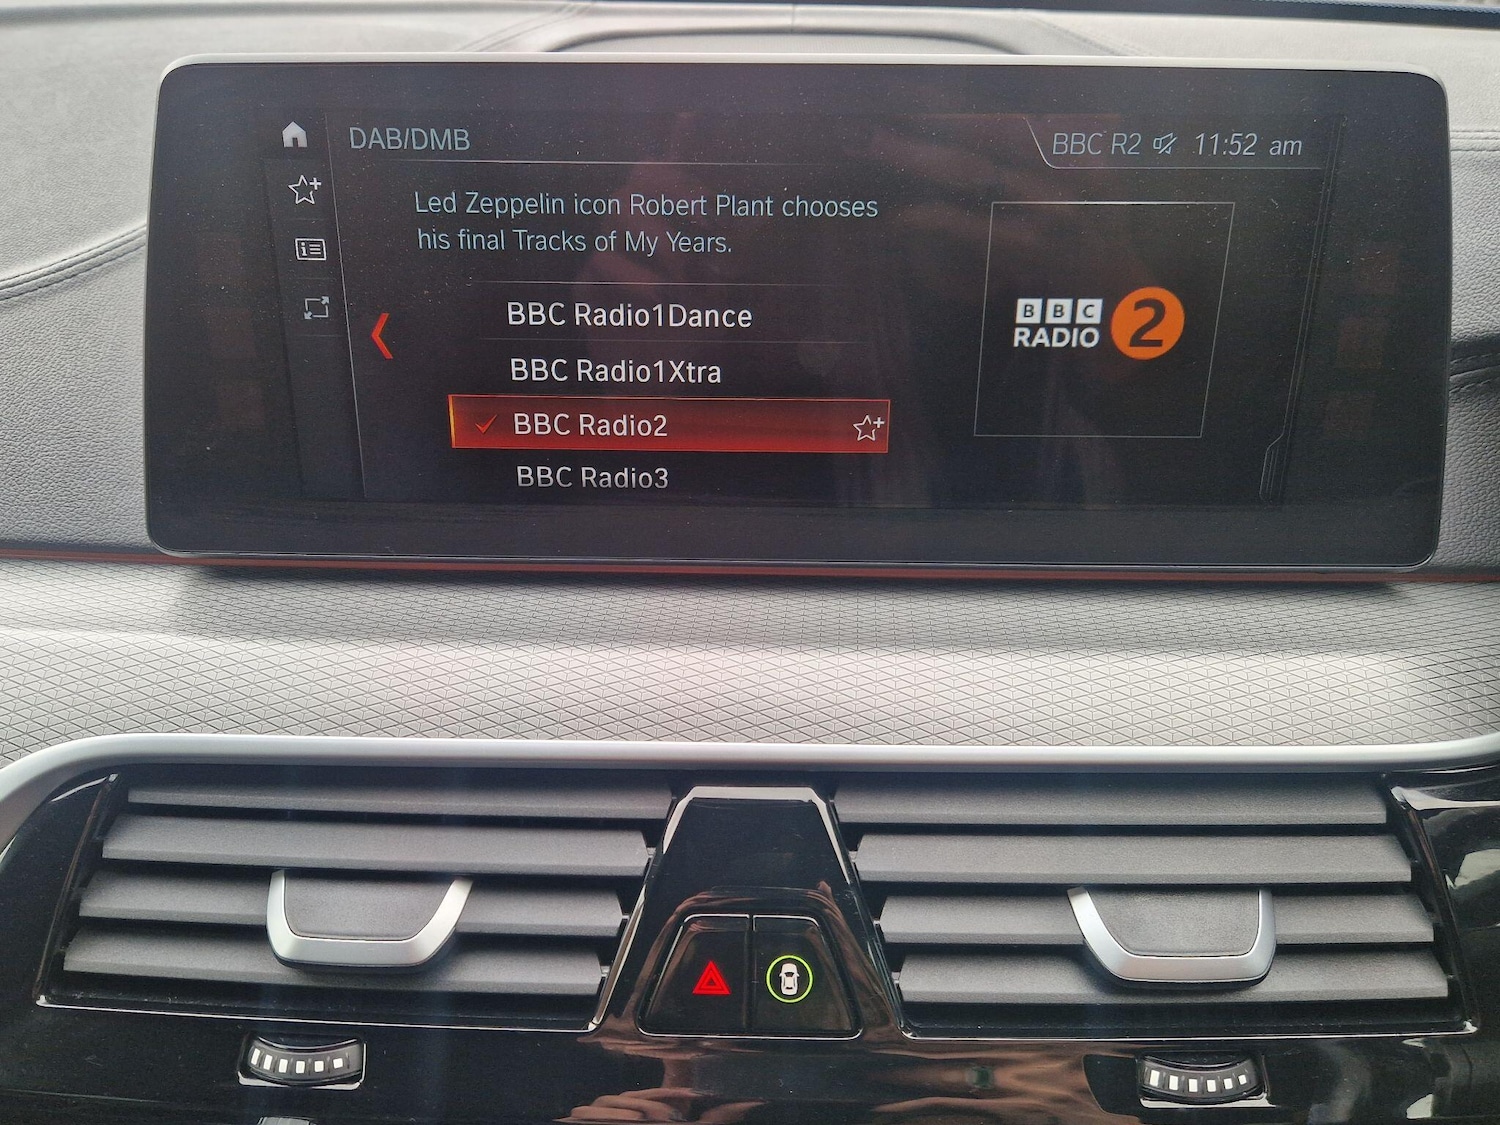 DAB/DMB
BBC R2 11:52 am
Led Zeppelin icon Robert Plant chooses
his final Tracks of My Years.
BBC Radio1Dance
BBC Radio1Xtra
BBC Radio2
BBC Radio3
BBC
RADIO 2